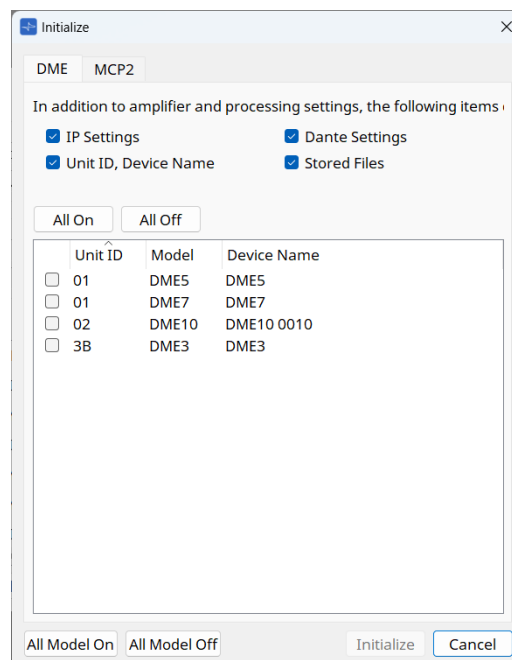 Initialize
DME MCP2
In addition to amplifier and processing settings, the following items
IP Settings Dante Settings
Unit ID, Device Name Stored Files
All On All Off
Unit ID Model Device Name
01 DME5 DME5
01 DME7 DME7
02 DME10 DME10 0010
3B DME3 DME3
All Model On All Model Off Initialize Cancel